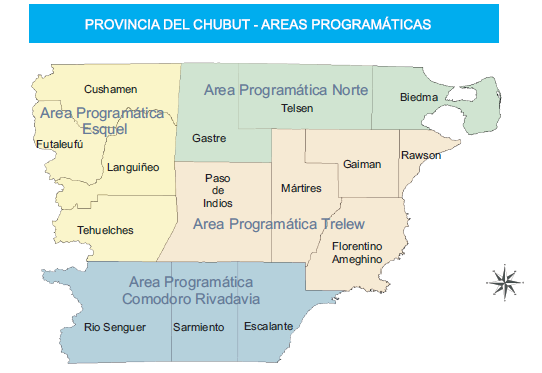 PROVINCIA DEL CHUBUT - AREAS PROGRAMÁTICAS
Cushamen
Area Programática Norte
Telsen
Biedma
Area Programática
Esquel
Futaleufú
Gastre
Languiñeo
Gaiman
Rawson
Paso
de
Indios
Mártires
Tehuelches
Area Programática Trelew
Florentino
Ameghino
Area Programática
Comodoro Rivadavia
Rio Senguer
Sarmiento
Escalante